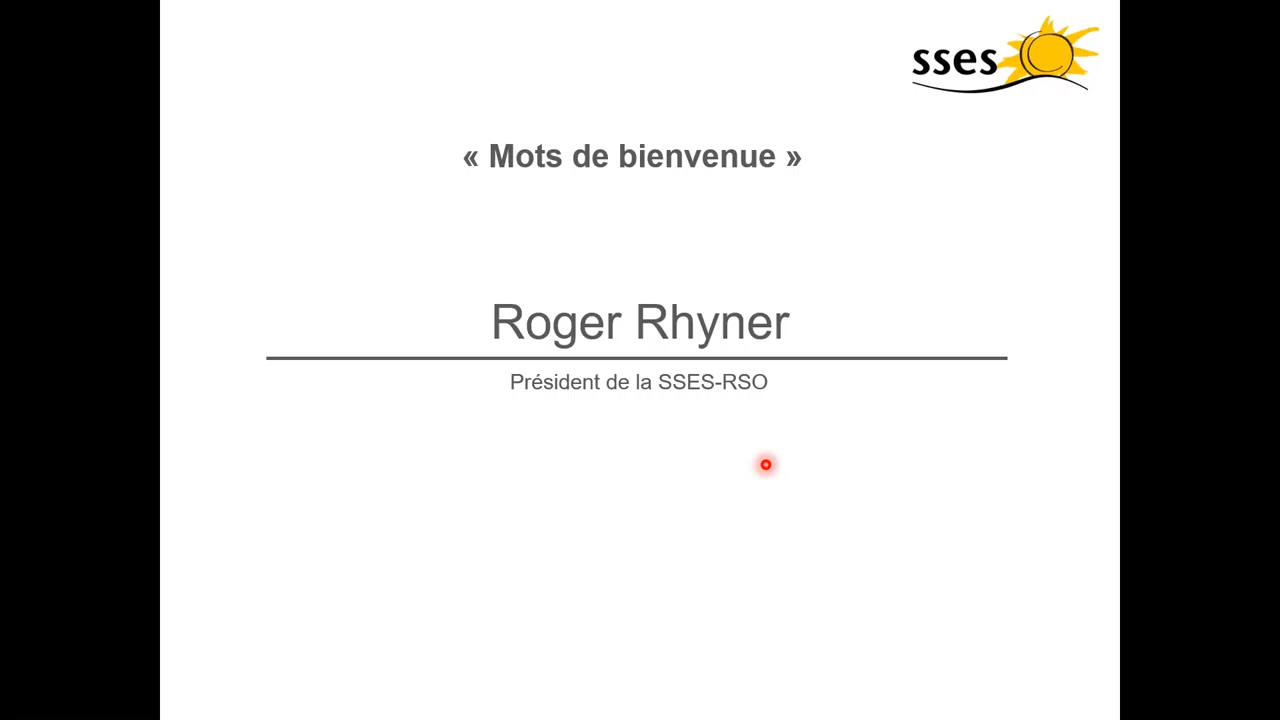 sses
« Mots de bienvenue »
Roger Rhyner
Président de la SSES-RSO